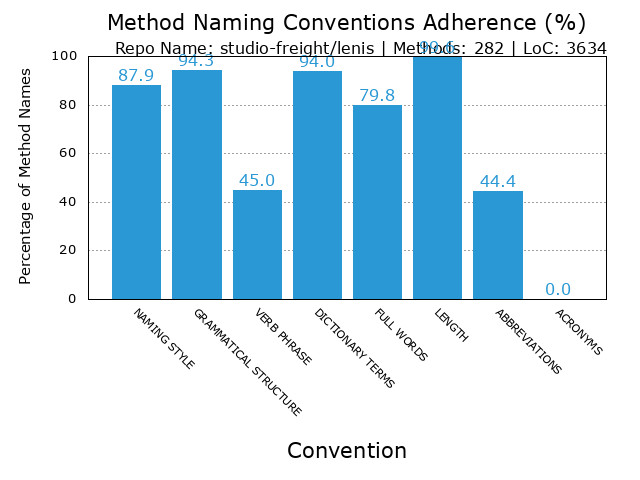 Method Naming Conventions Adherence (%)
Repo Name: studio-freight/lenis | Methods: 282 | LoC: 3634
Percentage of Method Names
100
80
60
40
20
0
87.9
94.3
45.0
94.0
79.8
99.6
44.4
0.0
NAMING STYLE
GRAMMATICAL STRUCTURE
VERB PHRASE
DICTIONARY TERMS
FULL WORDS
LENGTH
ABBREVIATIONS
ACRONYMS
Convention